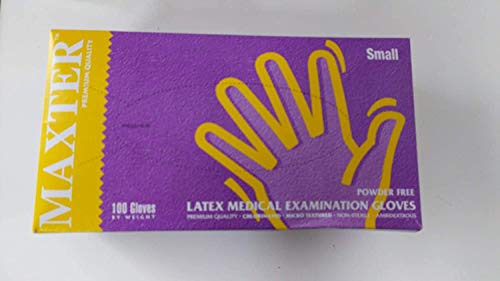 MAXTER
PREMIUM QUALITY
Small
100 Gloves
BY WEIGHT
POWDER FREE
LATEX MEDICAL EXAMINATION GLOVES
PREMIUM QUALITY • CHLORINATED • MICRO TEXTURED • NON-STERILE • AMBIDEXTROUS